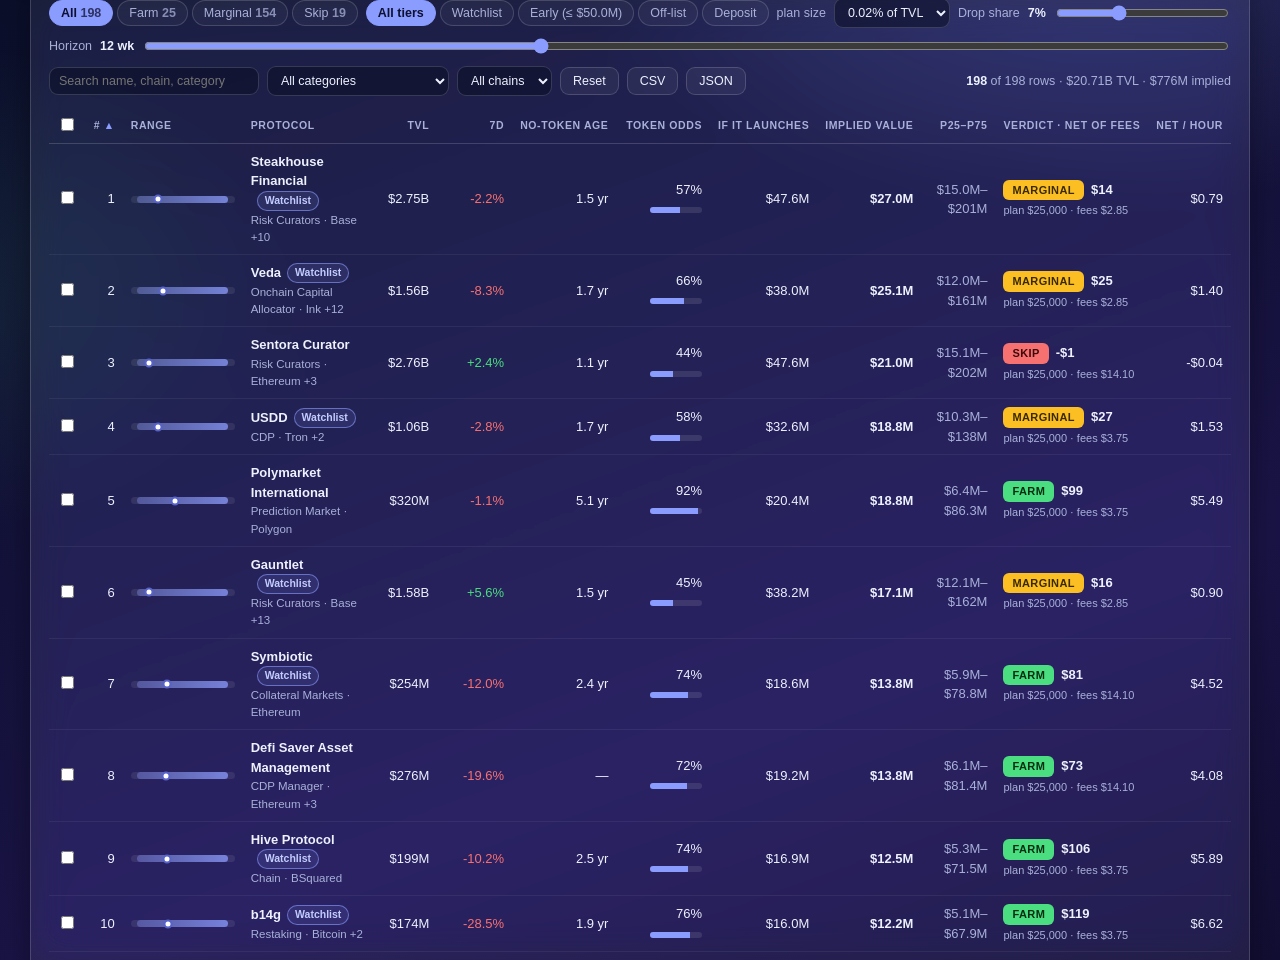 All 198 Farm 25 Marginal 154 Skip 19 All tiers Watchlist Early (≤ $50.0M) Off-list Deposit plan size 0.02% of TVL Drop share 7%
Horizon 12 wk
Search name, chain, category All categories All chains Reset CSV JSON 198 of 198 rows · $20.71B TVL · $776M implied
# ▲ RANGE PROTOCOL TVL 7D NO-TOKEN AGE TOKEN ODDS IF IT LAUNCHES IMPLIED VALUE P25–P75 VERDICT · NET OF FEES NET / HOUR
Steakhouse
Financial
Watchlist
Risk Curators · Base
+10
1 $2.75B -2.2% 1.5 yr 57% $47.6M $27.0M $15.0M–
$201M
MARGINAL $14
plan $25,000 · fees $2.85
$0.79
Veda Watchlist
Onchain Capital
Allocator · Ink +12
2 $1.56B -8.3% 1.7 yr 66% $38.0M $25.1M $12.0M–
$161M
MARGINAL $25
plan $25,000 · fees $2.85
$1.40
Sentora Curator
Risk Curators ·
Ethereum +3
3 $2.76B +2.4% 1.1 yr 44% $47.6M $21.0M $15.1M–
$202M
SKIP -$1
plan $25,000 · fees $14.10
-$0.04
USDD Watchlist
CDP · Tron +2
4 $1.06B -2.8% 1.7 yr 58% $32.6M $18.8M $10.3M–
$138M
MARGINAL $27
plan $25,000 · fees $3.75
$1.53
Polymarket
International
Prediction Market ·
Polygon
5 $320M -1.1% 5.1 yr 92% $20.4M $18.8M $6.4M–
$86.3M
FARM $99
plan $25,000 · fees $3.75
$5.49
Gauntlet
Watchlist
Risk Curators · Base
+13
6 $1.58B +5.6% 1.5 yr 45% $38.2M $17.1M $12.1M–
$162M
MARGINAL $16
plan $25,000 · fees $2.85
$0.90
Symbiotic
Watchlist
Collateral Markets ·
Ethereum
7 $254M -12.0% 2.4 yr 74% $18.6M $13.8M $5.9M–
$78.8M
FARM $81
plan $25,000 · fees $14.10
$4.52
Defi Saver Asset
Management
CDP Manager ·
Ethereum +3
8 $276M -19.6% — 72% $19.2M $13.8M $6.1M–
$81.4M
FARM $73
plan $25,000 · fees $14.10
$4.08
Hive Protocol
Watchlist
Chain · BSquared
9 $199M -10.2% 2.5 yr 74% $16.9M $12.5M $5.3M–
$71.5M
FARM $106
plan $25,000 · fees $3.75
$5.89
b14g Watchlist
Restaking · Bitcoin +2
10 $174M -28.5% 1.9 yr 76% $16.0M $12.2M $5.1M–
$67.9M
FARM $119
plan $25,000 · fees $3.75
$6.62